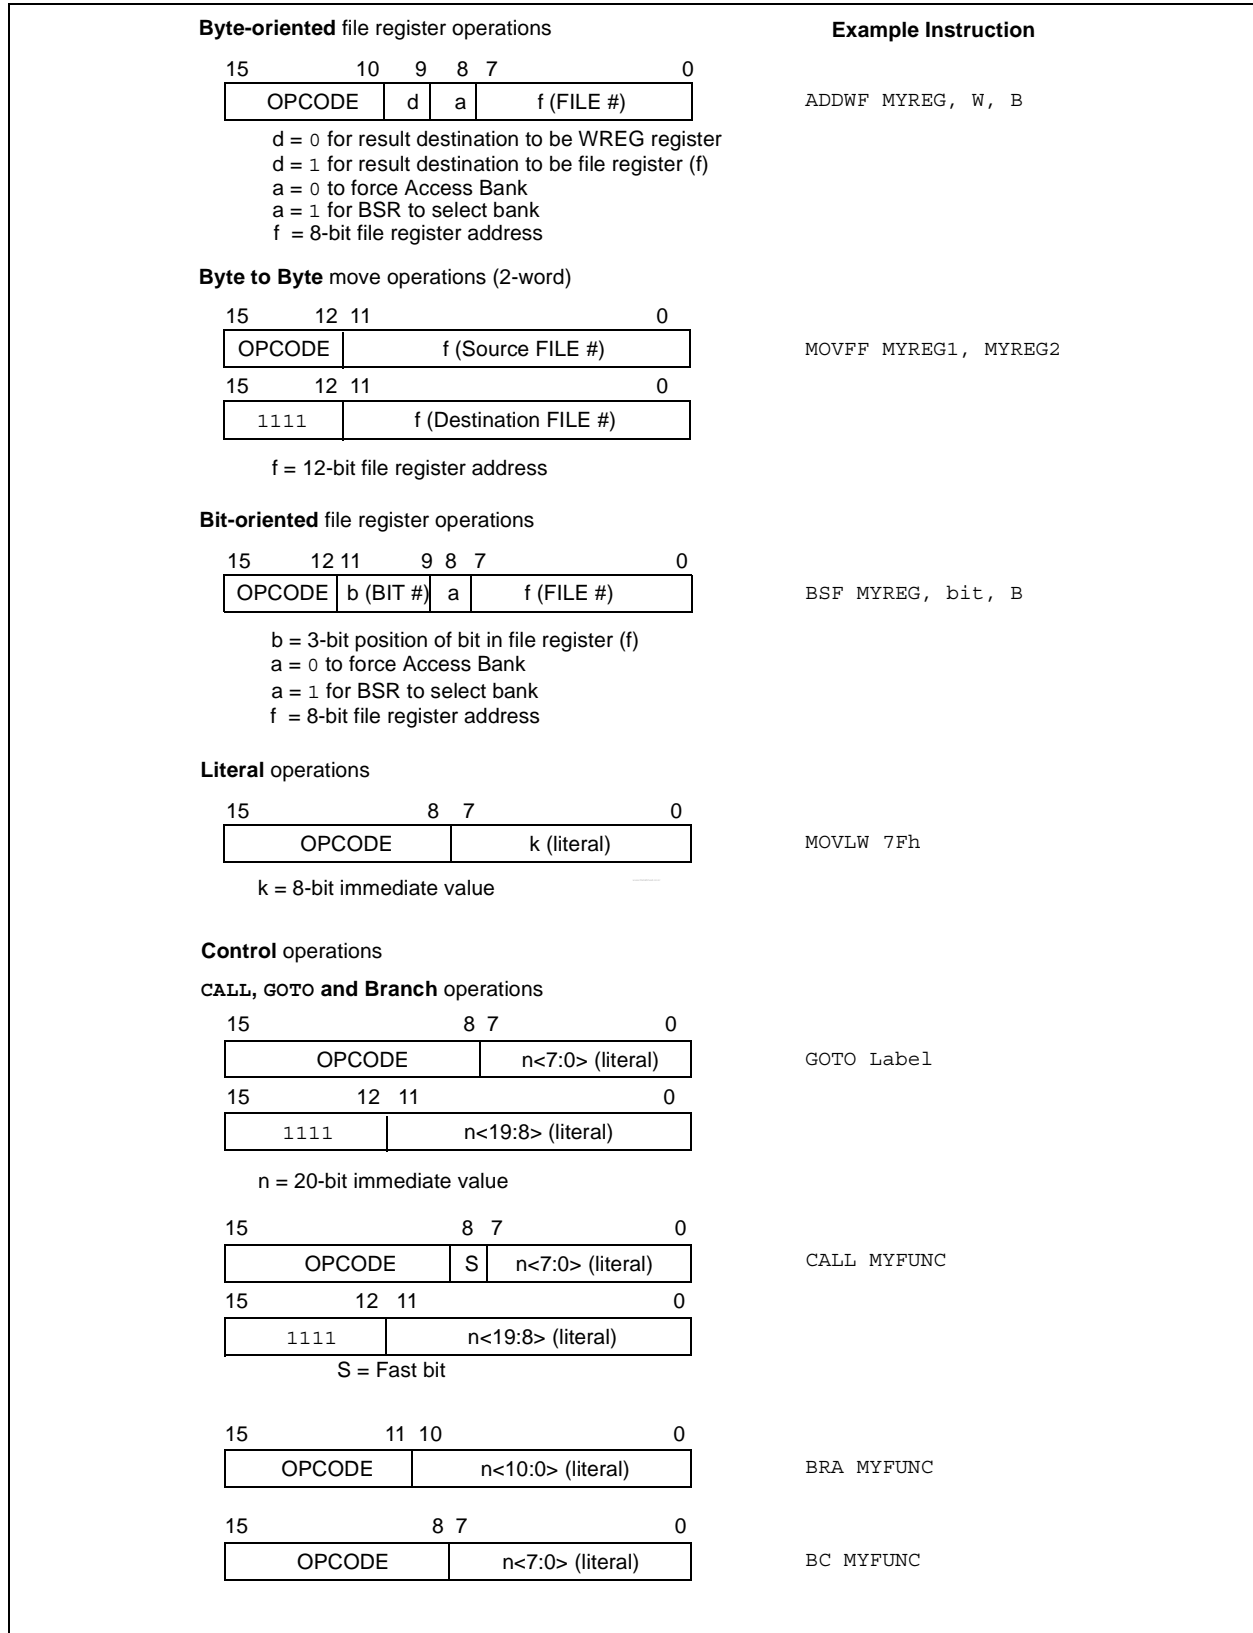 Byte-oriented file register operations
Example Instruction
15 10 9 8 7 0
OPCODE d a f (FILE #)
ADDWF MYREG, W, B
d = 0 for result destination to be WREG register
d = 1 for result destination to be file register (f)
a = 0 to force Access Bank
a = 1 for BSR to select bank
f = 8-bit file register address
Byte to Byte move operations (2-word)
15 12 11 0
OPCODE f (Source FILE #)
MOVFF MYREG1, MYREG2
15 12 11 0
1111 f (Destination FILE #)
f = 12-bit file register address
Bit-oriented file register operations
15 12 11 9 8 7 0
OPCODE b (BIT #) a f (FILE #)
BSF MYREG, bit, B
b = 3-bit position of bit in file register (f)
a = 0 to force Access Bank
a = 1 for BSR to select bank
f = 8-bit file register address
Literal operations
15 8 7 0
OPCODE k (literal)
MOVLW 7Fh
k = 8-bit immediate value
Control operations
CALL, GOTO and Branch operations
15 8 7 0
OPCODE n<7:0> (literal)
GOTO Label
15 12 11 0
1111 n<19:8> (literal)
n = 20-bit immediate value
15 8 7 0
OPCODE S n<7:0> (literal)
CALL MYFUNC
15 12 11 0
1111 n<19:8> (literal)
S = Fast bit
15 11 10 0
OPCODE n<10:0> (literal)
BRA MYFUNC
15 8 7 0
OPCODE n<7:0> (literal)
BC MYFUNC